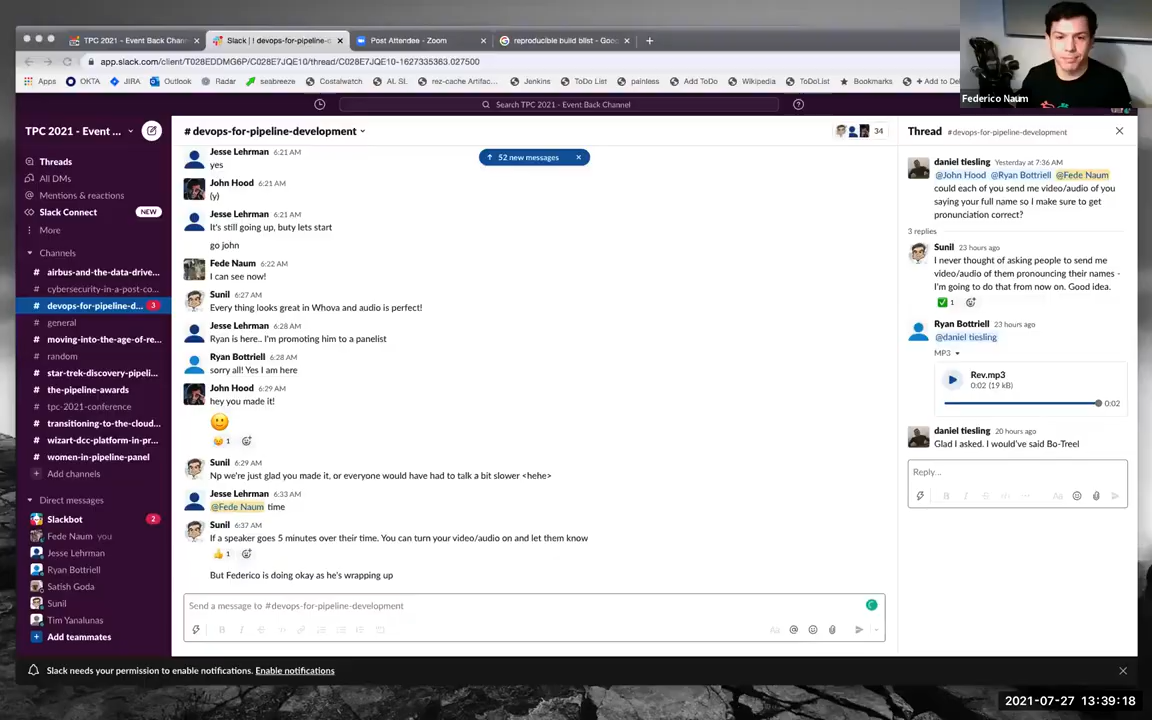 TPC 2021 - Event Back Chann
Slack | ! devops-for-pipeline-d
Post Attendee - Zoom
reproducible build blist - Goo
app.slack.com/client/T028EDDMG6P/C028E7JQE10/thread/C028E7JQE10-1627335363.027500
Apps
OKTA
JIRA
Outlook
Radar
seabreeze
Costalwatch
AI. SI.
rez-cache Artifac...
Jenkins
ToDo List
painless
Add ToDo
Wikipedia
ToDoList
Bookmarks
+ Add to Del
Federico Naum
Search TPC 2021 - Event Back Channel
TPC 2021 - Event ...
Threads
All DMs
Mentions & reactions
Slack Connect
NEW
More
Channels
# airbus-and-the-data-drive...
# cybersecurity-in-a-post-co...
# devops-for-pipeline-d...
3
# general
# moving-into-the-age-of-re...
# random
# star-trek-discovery-pipeli...
# the-pipeline-awards
# tpc-2021-conference
# transitioning-to-the-cloud...
# wizart-dcc-platform-in-pr...
# women-in-pipeline-panel
+ Add channels
Direct messages
Slackbot
2
Fede Naum you
Jesse Lehrman
Ryan Bottriell
Satish Goda
Sunil
Tim Yanalunas
+ Add teammates
# devops-for-pipeline-development
34
52 new messages
Jesse Lehrman 6:21 AM
yes
John Hood 6:21 AM
(y)
Jesse Lehrman 6:21 AM
It's still going up, buty lets start
go john
Fede Naum 6:22 AM
I can see now!
Sunil 6:27 AM
Every thing looks great in Whova and audio is perfect!
Jesse Lehrman 6:28 AM
Ryan is here.. I'm promoting him to a panelist
Ryan Bottriell 6:28 AM
sorry all! Yes I am here
John Hood 6:29 AM
hey you made it!
1
Sunil 6:29 AM
Np we're just glad you made it, or everyone would have had to talk a bit slower <hehe>
Jesse Lehrman 6:33 AM
@Fede Naum time
Sunil 6:37 AM
If a speaker goes 5 minutes over their time. You can turn your video/audio on and let them know
1
But Federico is doing okay as he's wrapping up
Send a message to #devops-for-pipeline-development
Thread #devops-for-pipeline-development
daniel tiesling Yesterday at 7:36 AM
@John Hood @Ryan Bottriell @Fede Naum
could each of you send me video/audio of you
saying your full name so I make sure to get
pronunciation correct?
3 replies
Sunil 23 hours ago
I never thought of asking people to send me
video/audio of them pronouncing their names -
I'm going to do that from now on. Good idea.
1
Ryan Bottriell 23 hours ago
@daniel tiesling
MP3
Rev.mp3
0:02 (19 kB)
0:02
daniel tiesling 20 hours ago
Glad I asked. I would've said Bo-Treel
Reply...
Slack needs your permission to enable notifications. Enable notifications
2021-07-27 13:39:18